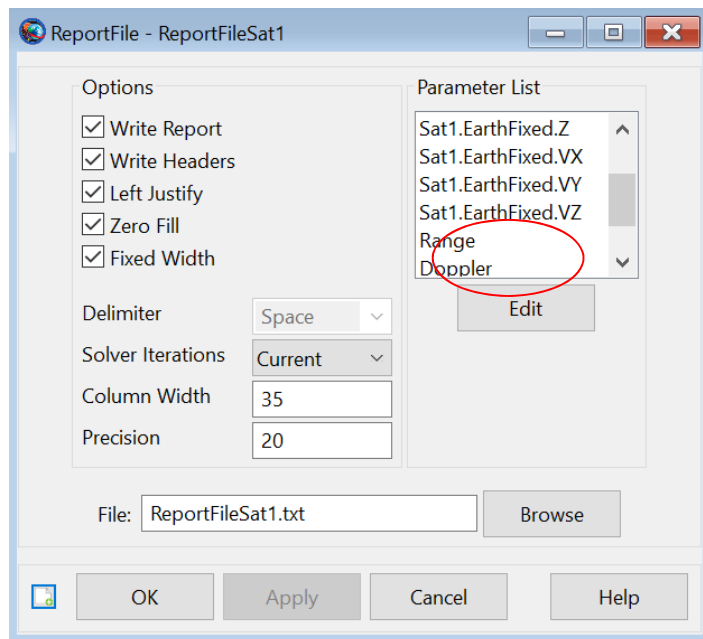 ReportFile - ReportFileSat1
Options
Write Report
Write Headers
Left Justify
Zero Fill
Fixed Width
Delimiter Space
Solver Iterations Current
Column Width 35
Precision 20
Parameter List
Sat1.EarthFixed.Z
Sat1.EarthFixed.VX
Sat1.EarthFixed.VY
Sat1.EarthFixed.VZ
Range
Doppler
Edit
File: ReportFileSat1.txt Browse
OK Apply Cancel Help